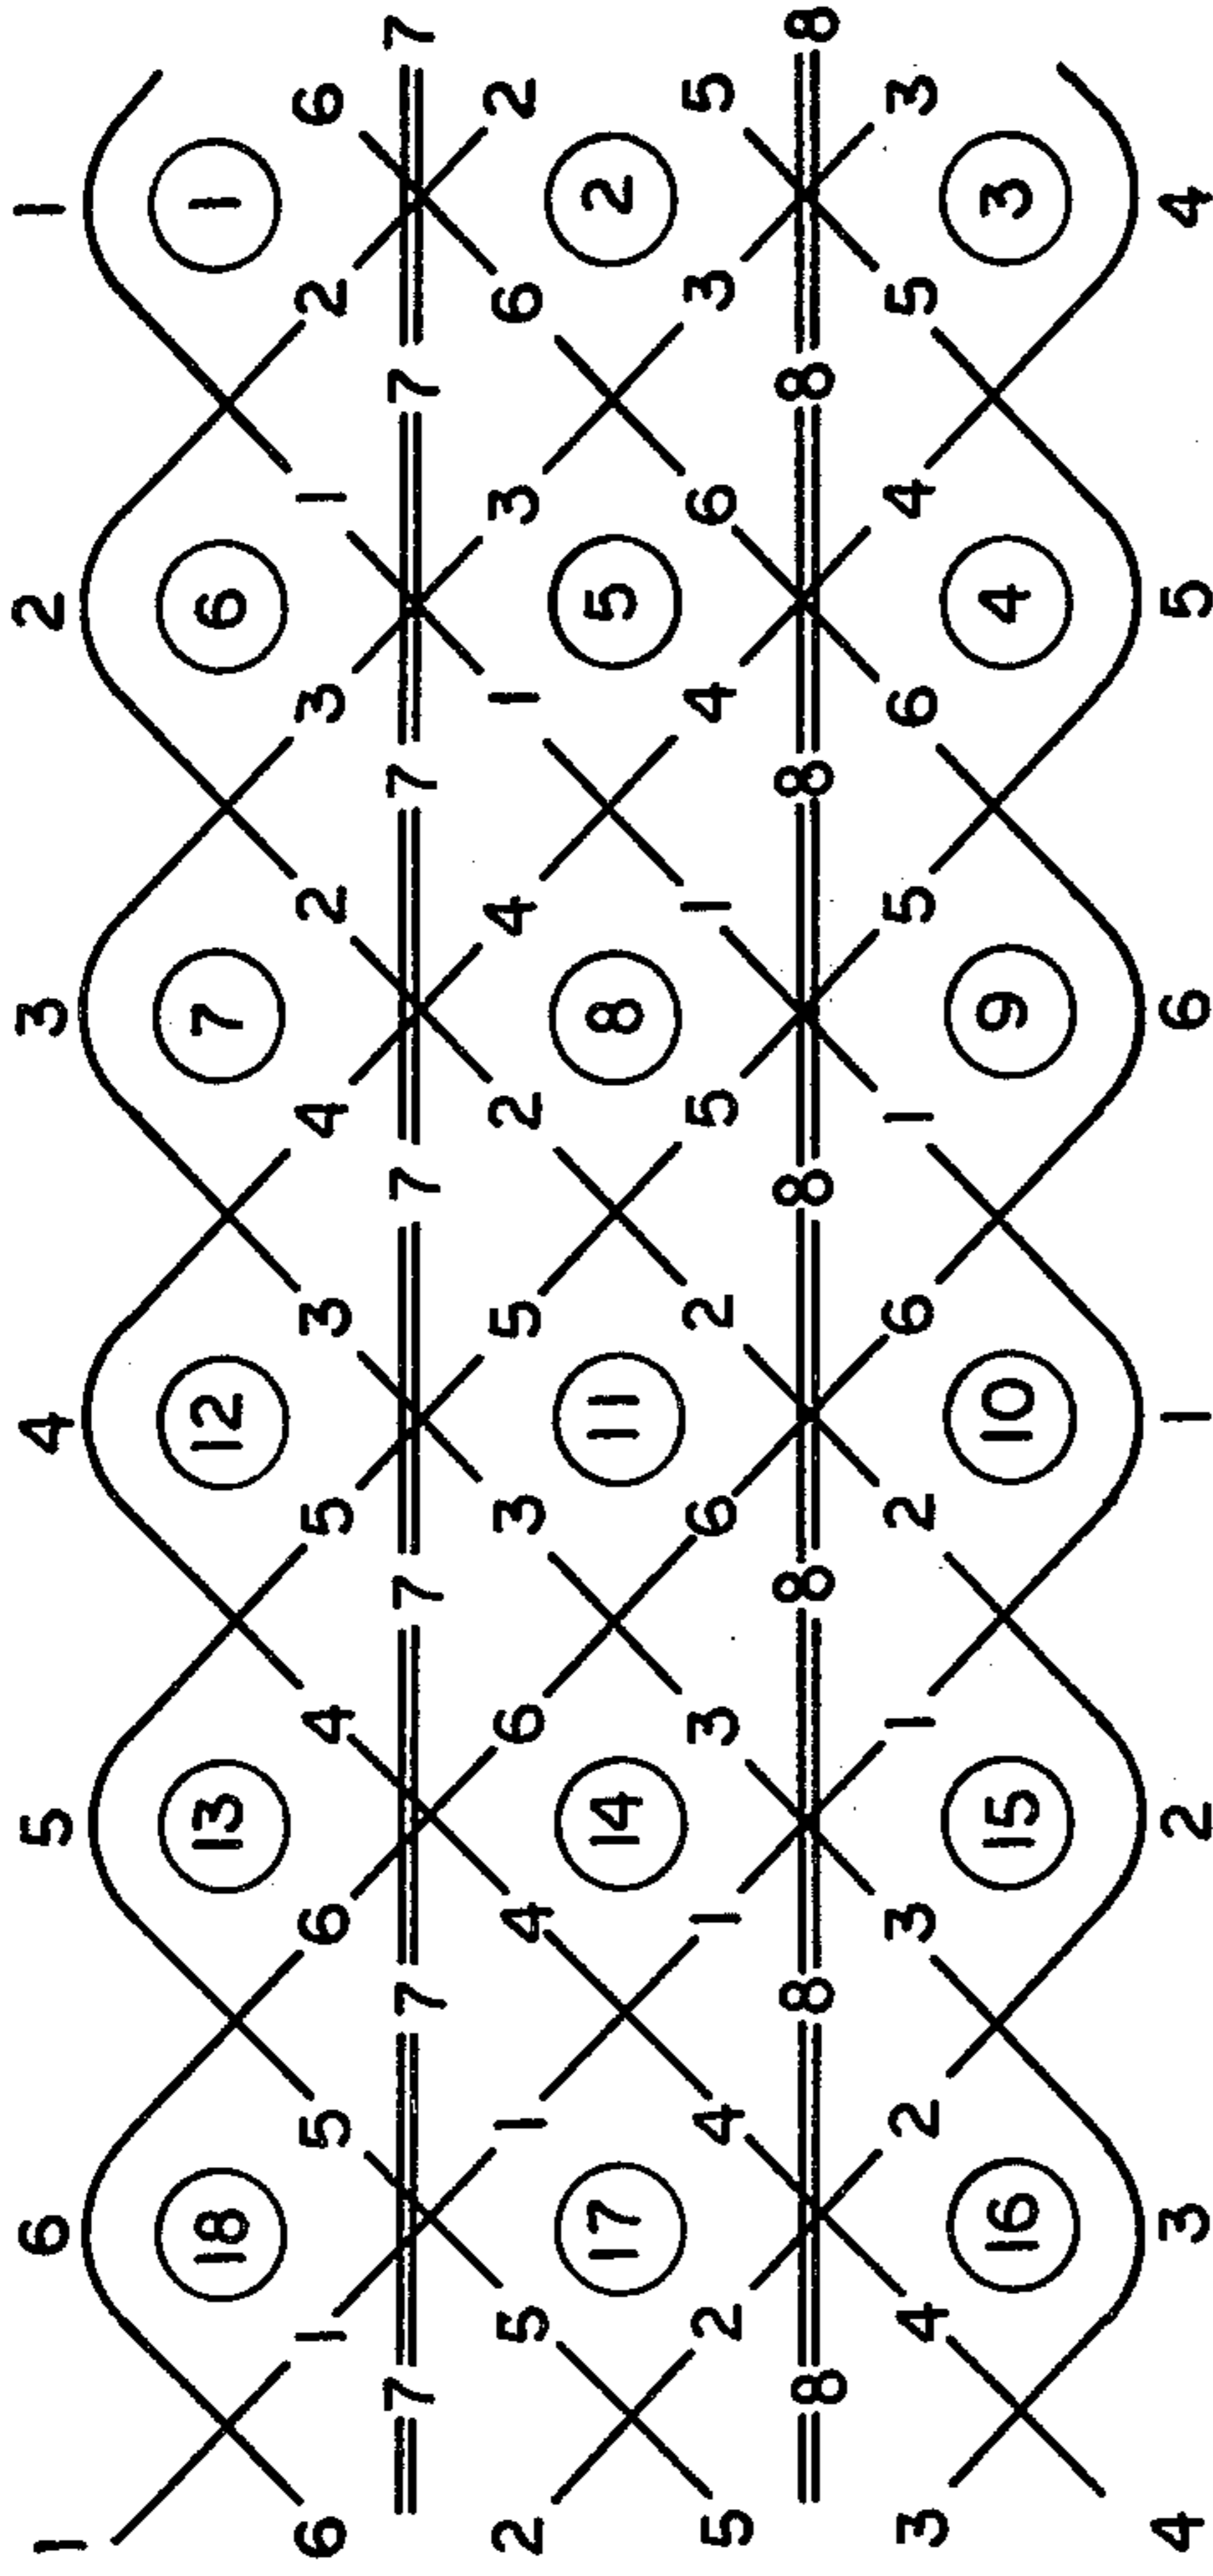 1 6 5 4 3 2 1
18 13 12 7 6 1
6 1 5 6 4 5 3 4 2 3 1 2 6
7 7 7 7 7 7 7
2 5 1 4 6 3 5 2 4 1 3 6 2
17 14 11 8 5 2
5 2 4 1 3 6 2 5 1 4 6 3 5
8 8 8 8 8 8 8
3 4 2 3 1 2 6 1 5 6 4 5 3
16 15 10 9 4 3
4 3 2 1 6 5 4